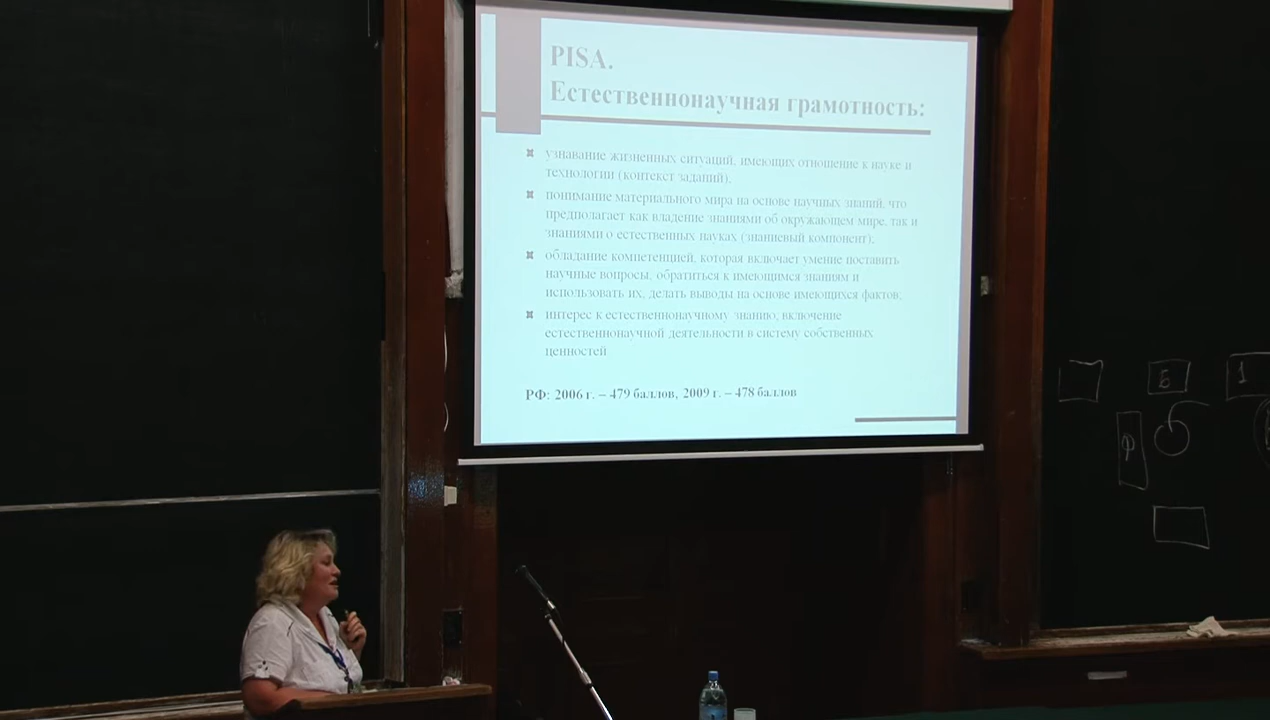 PISA.
Естественнонаучная грамотность:
узнавание жизненных ситуаций, имеющих отношение к науке и
технологии (контекст заданий),
понимание материального мира на основе научных знаний, что
предполагает как владение знаниями об окружающем мире, так и
знаниями о естественных науках (знаниевый компонент);
обладание компетенцией, которая включает умение поставить
научные вопросы, обратиться к имеющимся знаниям и
использовать их, делать выводы на основе имеющихся фактов;
интерес к естественнонаучному знанию, включение
естественнонаучной деятельности в систему собственных
ценностей
РФ: 2006 г. – 479 баллов, 2009 г. – 478 баллов
Б
1
Ф